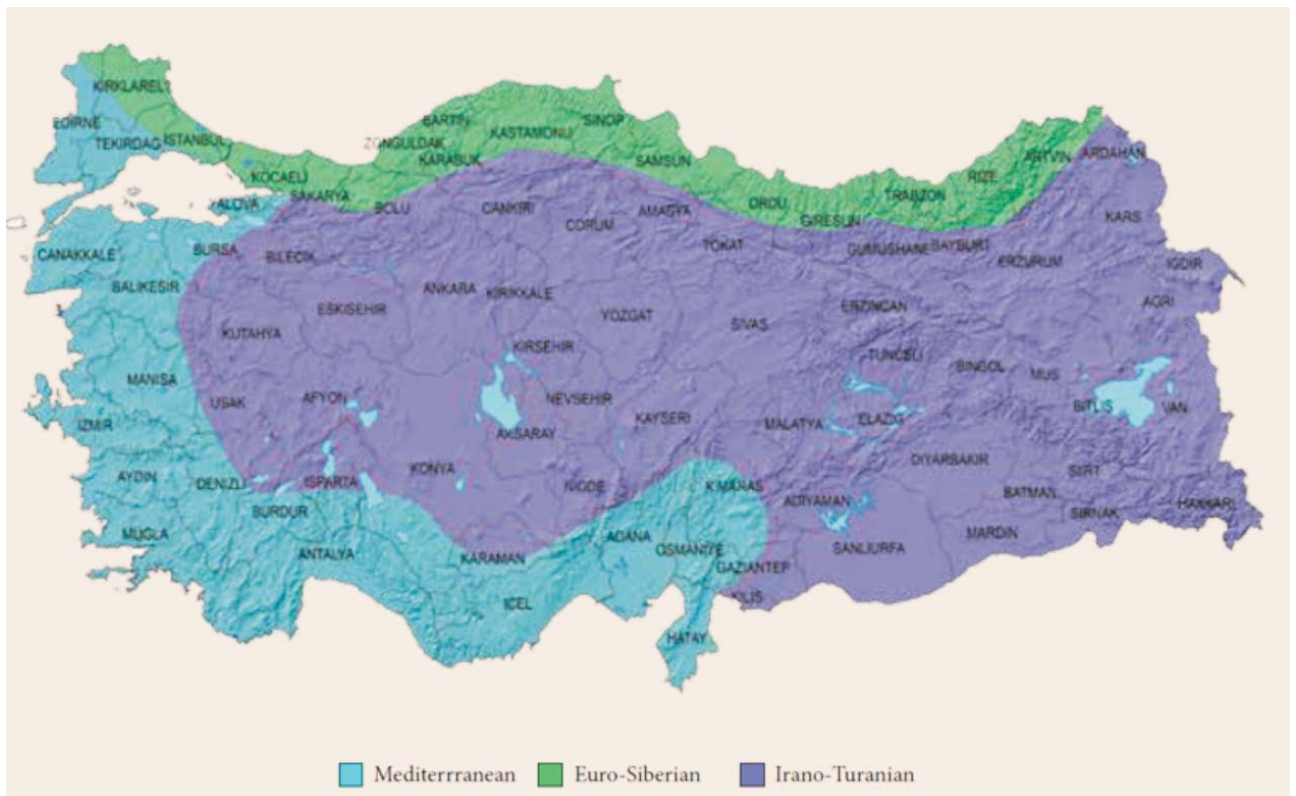 KIRKLAREL?
EDIRNE
TEKIRDAG
ISTANBUL
KOCAELI
SAKARYA
YALOVA
BARTIN
ZONGULDAK
KARABUK
KASTAMONU
SINOP
SAMSUN
ORDU
GIRESUN
TRABZON
RIZE
ARTVIN
ARDAHAN
KARS
IGDIR
AGRI
BOLU
CANKIRI
CORUM
AMASYA
TOKAT
GUMUSHANE
BAYBURT
ERZURUM
CANAKKALE
BURSA
BILECIK
BALIKESIR
ESKISEHIR
ANKARA
KIRIKKALE
YOZGAT
SIVAS
ERZINCAN
KUTAHYA
KIRSEHIR
TUNCELI
BINGOL
MUS
MANISA
USAK
AFYON
NEVSEHIR
KAYSERI
MALATYA
ELAZIG
BITLIS
VAN
IZMIR
AKSARAY
AYDIN
DENIZLI
ISPARTA
KONYA
NIGDE
K.MARAS
ADIYAMAN
DIYARBAKIR
SIIRT
BATMAN
SIRNAK
HAKKARI
BURDUR
MUGLA
ANTALYA
KARAMAN
ADANA
OSMANIYE
GAZIANTEP
SANLIURFA
MARDIN
KILIS
ICEL
HATAY
Mediterrranean
Euro-Siberian
Irano-Turanian